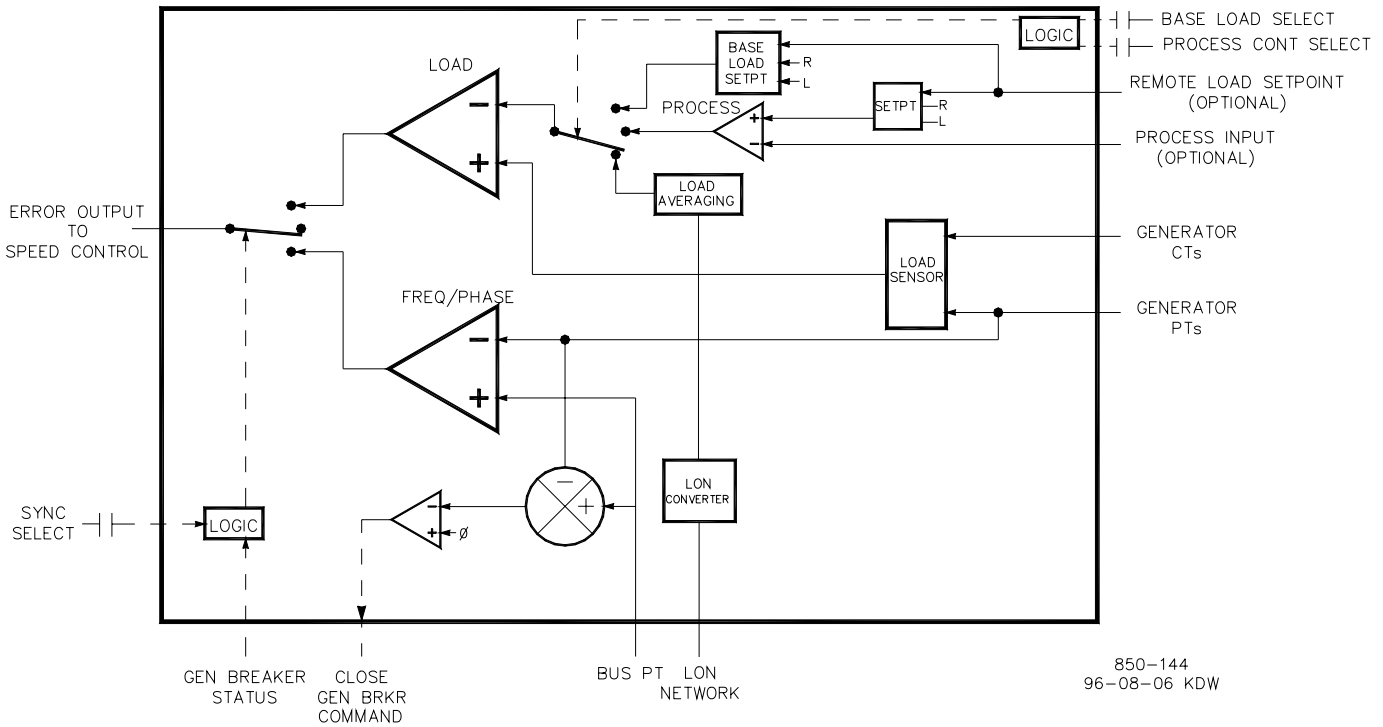 BASE LOAD SELECT
LOGIC
PROCESS CONT SELECT
BASE
LOAD
SETPT
R
L
LOAD
REMOTE LOAD SETPOINT
(OPTIONAL)
PROCESS
SETPT
R
L
+
−
−
+
PROCESS INPUT
(OPTIONAL)
LOAD
AVERAGING
ERROR OUTPUT
TO
SPEED CONTROL
GENERATOR
CTs
LOAD
SENSOR
FREQ/PHASE
−
+
GENERATOR
PTs
LON
CONVERTER
−
+
SYNC
SELECT
LOGIC
−
+
Ø
GEN BREAKER
STATUS
CLOSE
GEN BRKR
COMMAND
BUS PT
LON
NETWORK
850-144
96-08-06 KDW